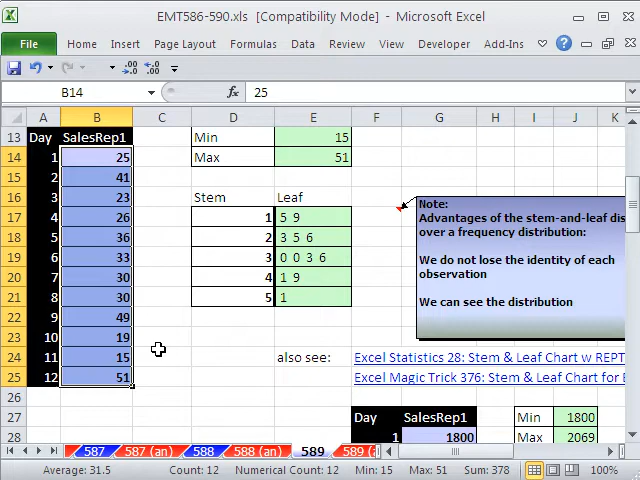 EMT586-590.xls [Compatibility Mode] - Microsoft Excel
File Home Insert Page Layout Formulas Data Review View Developer Add-Ins
B14 fx 25
A B C D E F G H I J K
13 Day SalesRep1 Min 15
14 1 25 Max 51
15 2 41
16 3 23 Stem Leaf
17 4 26 1 5 9
18 5 36 2 3 5 6
19 6 33 3 0 0 3 6
20 7 30 4 1 9
21 8 30 5 1
22 9 49
23 10 19
24 11 15 also see: Excel Statistics 28: Stem & Leaf Chart w REPT
25 12 51 Excel Magic Trick 376: Stem & Leaf Chart for
26
27 Day SalesRep1 Min 1800
28 1 1800 Max 2069
Note:
Advantages of the stem-and-leaf dis
over a frequency distribution:
We do not lose the identity of each
observation
We can see the distribution
587 587 (an) 588 588 (an) 589 589 (a
Average: 31.5 Count: 12 Numerical Count: 12 Min: 15 Max: 51 Sum: 378 100%